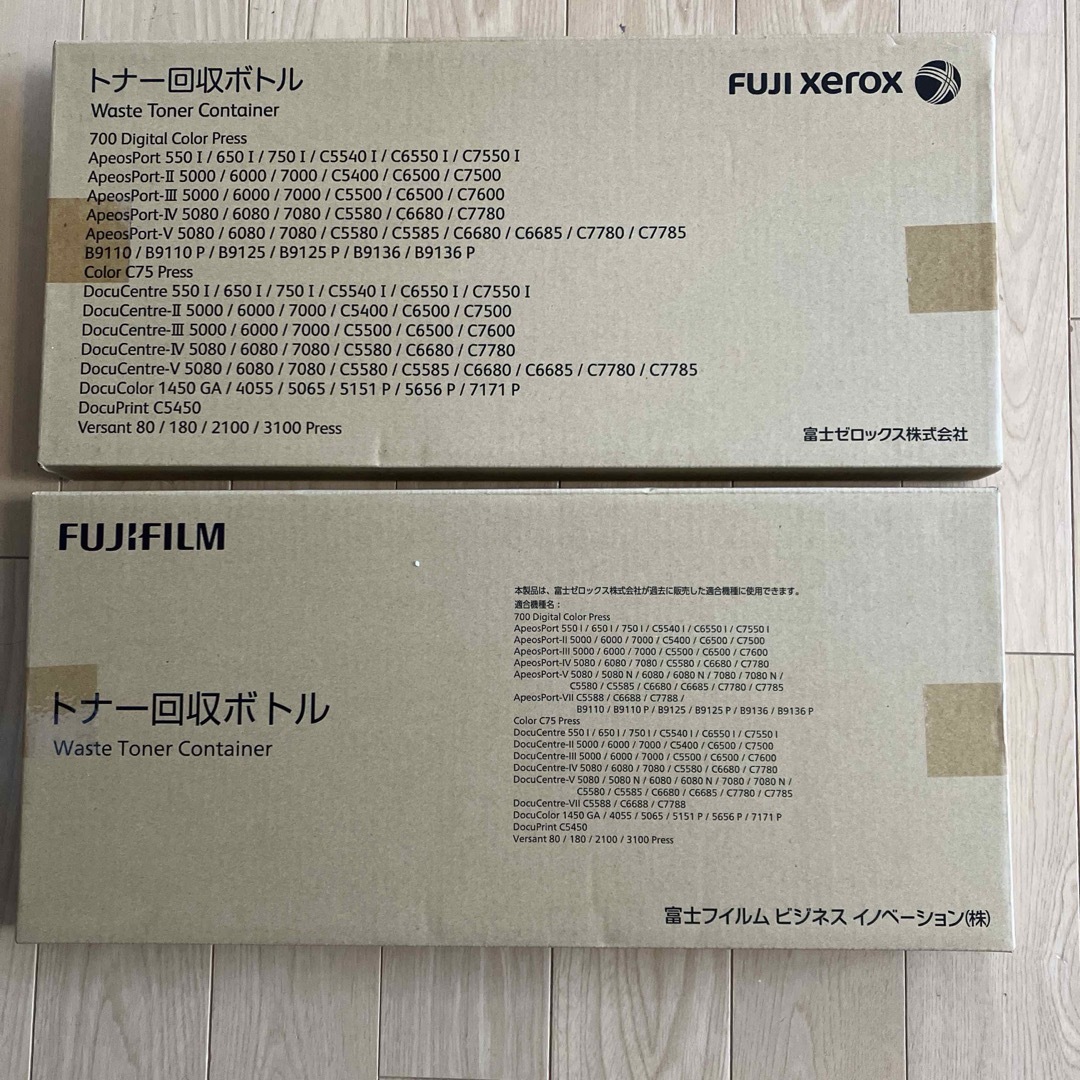 トナー回収ボトル
Waste Toner Container
FUJI xerox
700 Digital Color Press
ApeosPort 550 I / 650 I / 750 I / C5540 I / C6550 I / C7550 I
ApeosPort-Ⅱ 5000 / 6000 / 7000 / C5400 / C6500 / C7500
ApeosPort-Ⅲ 5000 / 6000 / 7000 / C5500 / C6500 / C7600
ApeosPort-Ⅳ 5080 / 6080 / 7080 / C5580 / C6680 / C7780
ApeosPort-V 5080 / 6080 / 7080 / C5580 / C5585 / C6680 / C6685 / C7780 / C7785
B9110 / B9110 P / B9125 / B9125 P / B9136 / B9136 P
Color C75 Press
DocuCentre 550 I / 650 I / 750 I / C5540 I / C6550 I / C7550 I
DocuCentre-Ⅱ 5000 / 6000 / 7000 / C5400 / C6500 / C7500
DocuCentre-Ⅲ 5000 / 6000 / 7000 / C5500 / C6500 / C7600
DocuCentre-Ⅳ 5080 / 6080 / 7080 / C5580 / C6680 / C7780
DocuCentre-V 5080 / 6080 / 7080 / C5580 / C5585 / C6680 / C6685 / C7780 / C7785
DocuColor 1450 GA / 4055 / 5065 / 5151 P / 5656 P / 7171 P
DocuPrint C5450
Versant 80 / 180 / 2100 / 3100 Press
富士ゼロックス株式会社
FUJIFILM
トナー回収ボトル
Waste Toner Container
本製品は、富士ゼロックス株式会社が過去に販売した適合機種に使用できます。
適合機種名：
700 Digital Color Press
ApeosPort 550 I / 650 I / 750 I / C5540 I / C6550 I / C7550 I
ApeosPort-II 5000 / 6000 / 7000 / C5400 / C6500 / C7500
ApeosPort-III 5000 / 6000 / 7000 / C5500 / C6500 / C7600
ApeosPort-IV 5080 / 6080 / 7080 / C5580 / C6680 / C7780
ApeosPort-V 5080 / 5080 N / 6080 / 6080 N / 7080 / 7080 N /
C5580 / C5585 / C6680 / C6685 / C7780 / C7785
ApeosPort-VII C5588 / C6688 / C7788 /
B9110 / B9110 P / B9125 / B9125 P / B9136 / B9136 P
Color C75 Press
DocuCentre 550 I / 650 I / 750 I / C5540 I / C6550 I / C7550 I
DocuCentre-II 5000 / 6000 / 7000 / C5400 / C6500 / C7500
DocuCentre-III 5000 / 6000 / 7000 / C5500 / C6500 / C7600
DocuCentre-IV 5080 / 6080 / 7080 / C5580 / C6680 / C7780
DocuCentre-V 5080 / 5080 N / 6080 / 6080 N / 7080 / 7080 N /
C5580 / C5585 / C6680 / C6685 / C7780 / C7785
DocuCentre-VII C5588 / C6688 / C7788
DocuColor 1450 GA / 4055 / 5065 / 5151 P / 5656 P / 7171 P
DocuPrint C5450
Versant 80 / 180 / 2100 / 3100 Press
富士フイルム ビジネス イノベーション(株)